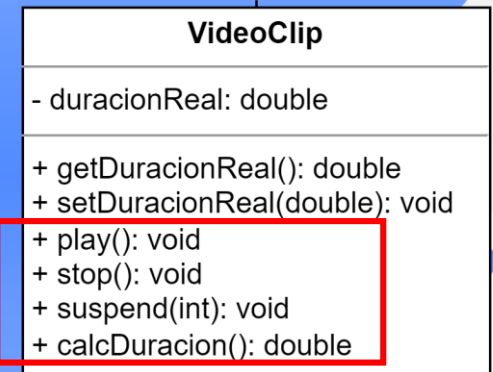 VideoClip
- duracionReal: double
+ getDuracionReal(): double
+ setDuracionReal(double): void
+ play(): void
+ stop(): void
+ suspend(int): void
+ calcDuracion(): double